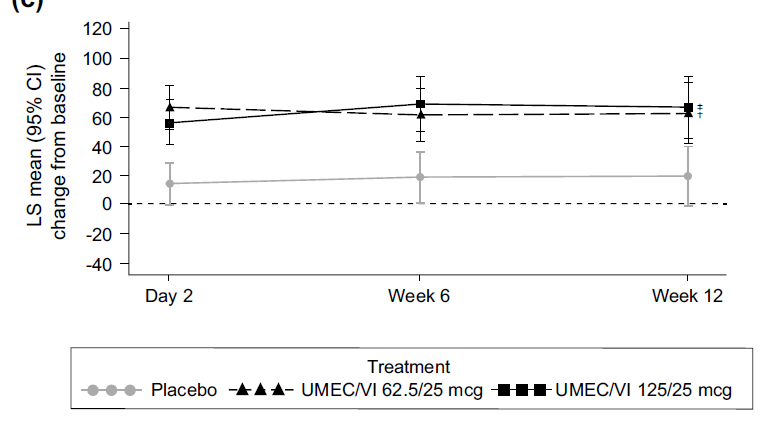 (c)
LS mean (95% CI)
change from baseline
120
100
80
60
40
20
0
-20
-40
‡
†
Day 2
Week 6
Week 12
Treatment
Placebo
UMEC/VI 62.5/25 mcg
UMEC/VI 125/25 mcg